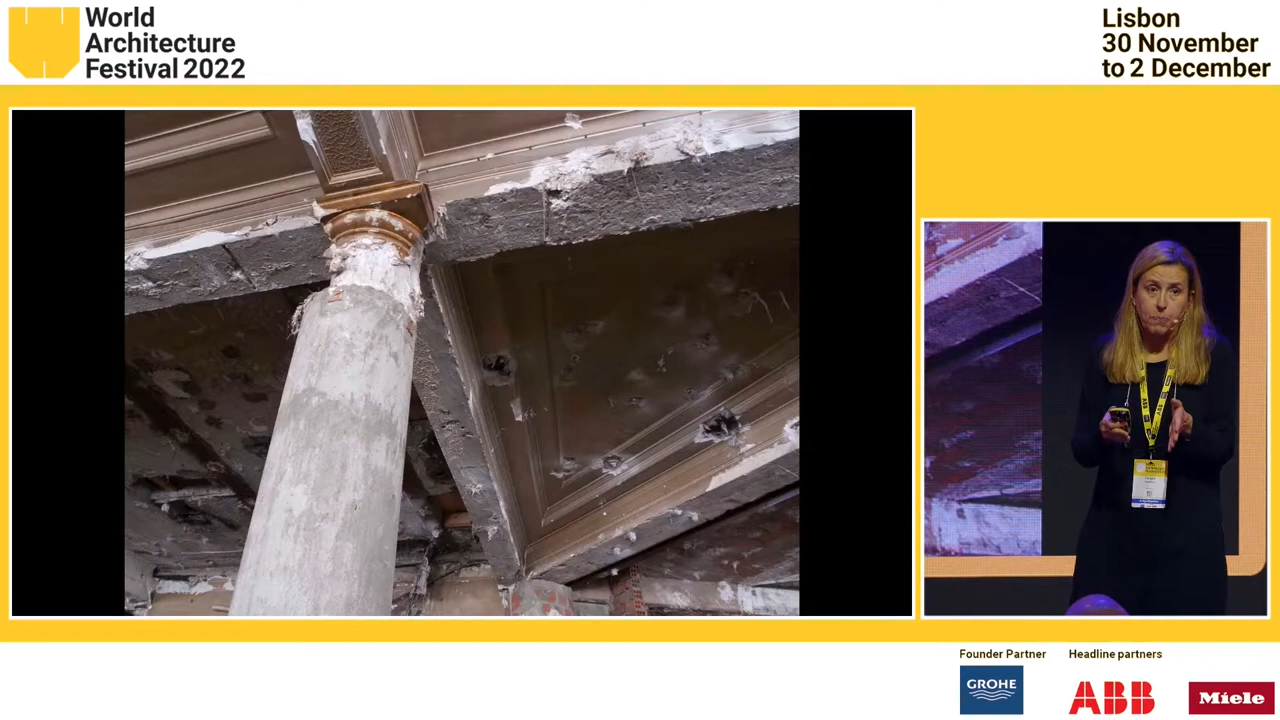 World
Architecture
Festival 2022
Lisbon
30 November
to 2 December
Founder Partner
Headline partners
GROHE
ABB
Miele